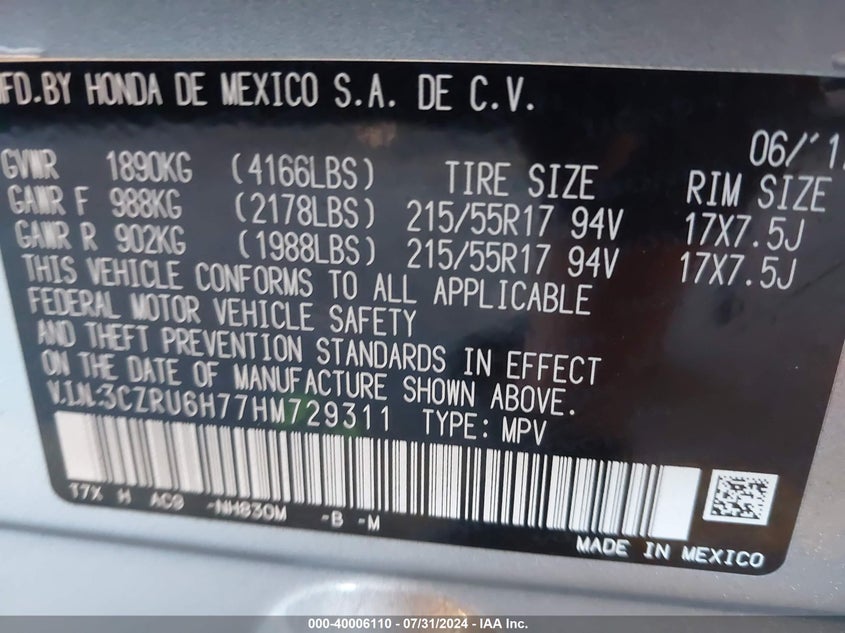 MFD.BY HONDA DE MEXICO S.A. DE C.V.
06/'1
GVWR 1890KG (4166LBS) TIRE SIZE RIM SIZE
GAWR F 988KG (2178LBS) 215/55R17 94V 17X7.5J
GAWR R 902KG (1988LBS) 215/55R17 94V 17X7.5J
THIS VEHICLE CONFORMS TO ALL APPLICABLE
FEDERAL MOTOR VEHICLE SAFETY
AND THEFT PREVENTION STANDARDS IN EFFECT
ON THE DATE OF MANUFACTURE SHOWN ABOVE.
V.I.N.:3CZRU6H77HM729311 TYPE: MPV
T7X H AC9 -NH830M -B -M
MADE IN MEXICO
000-40006110 - 07/31/2024 - IAA Inc.